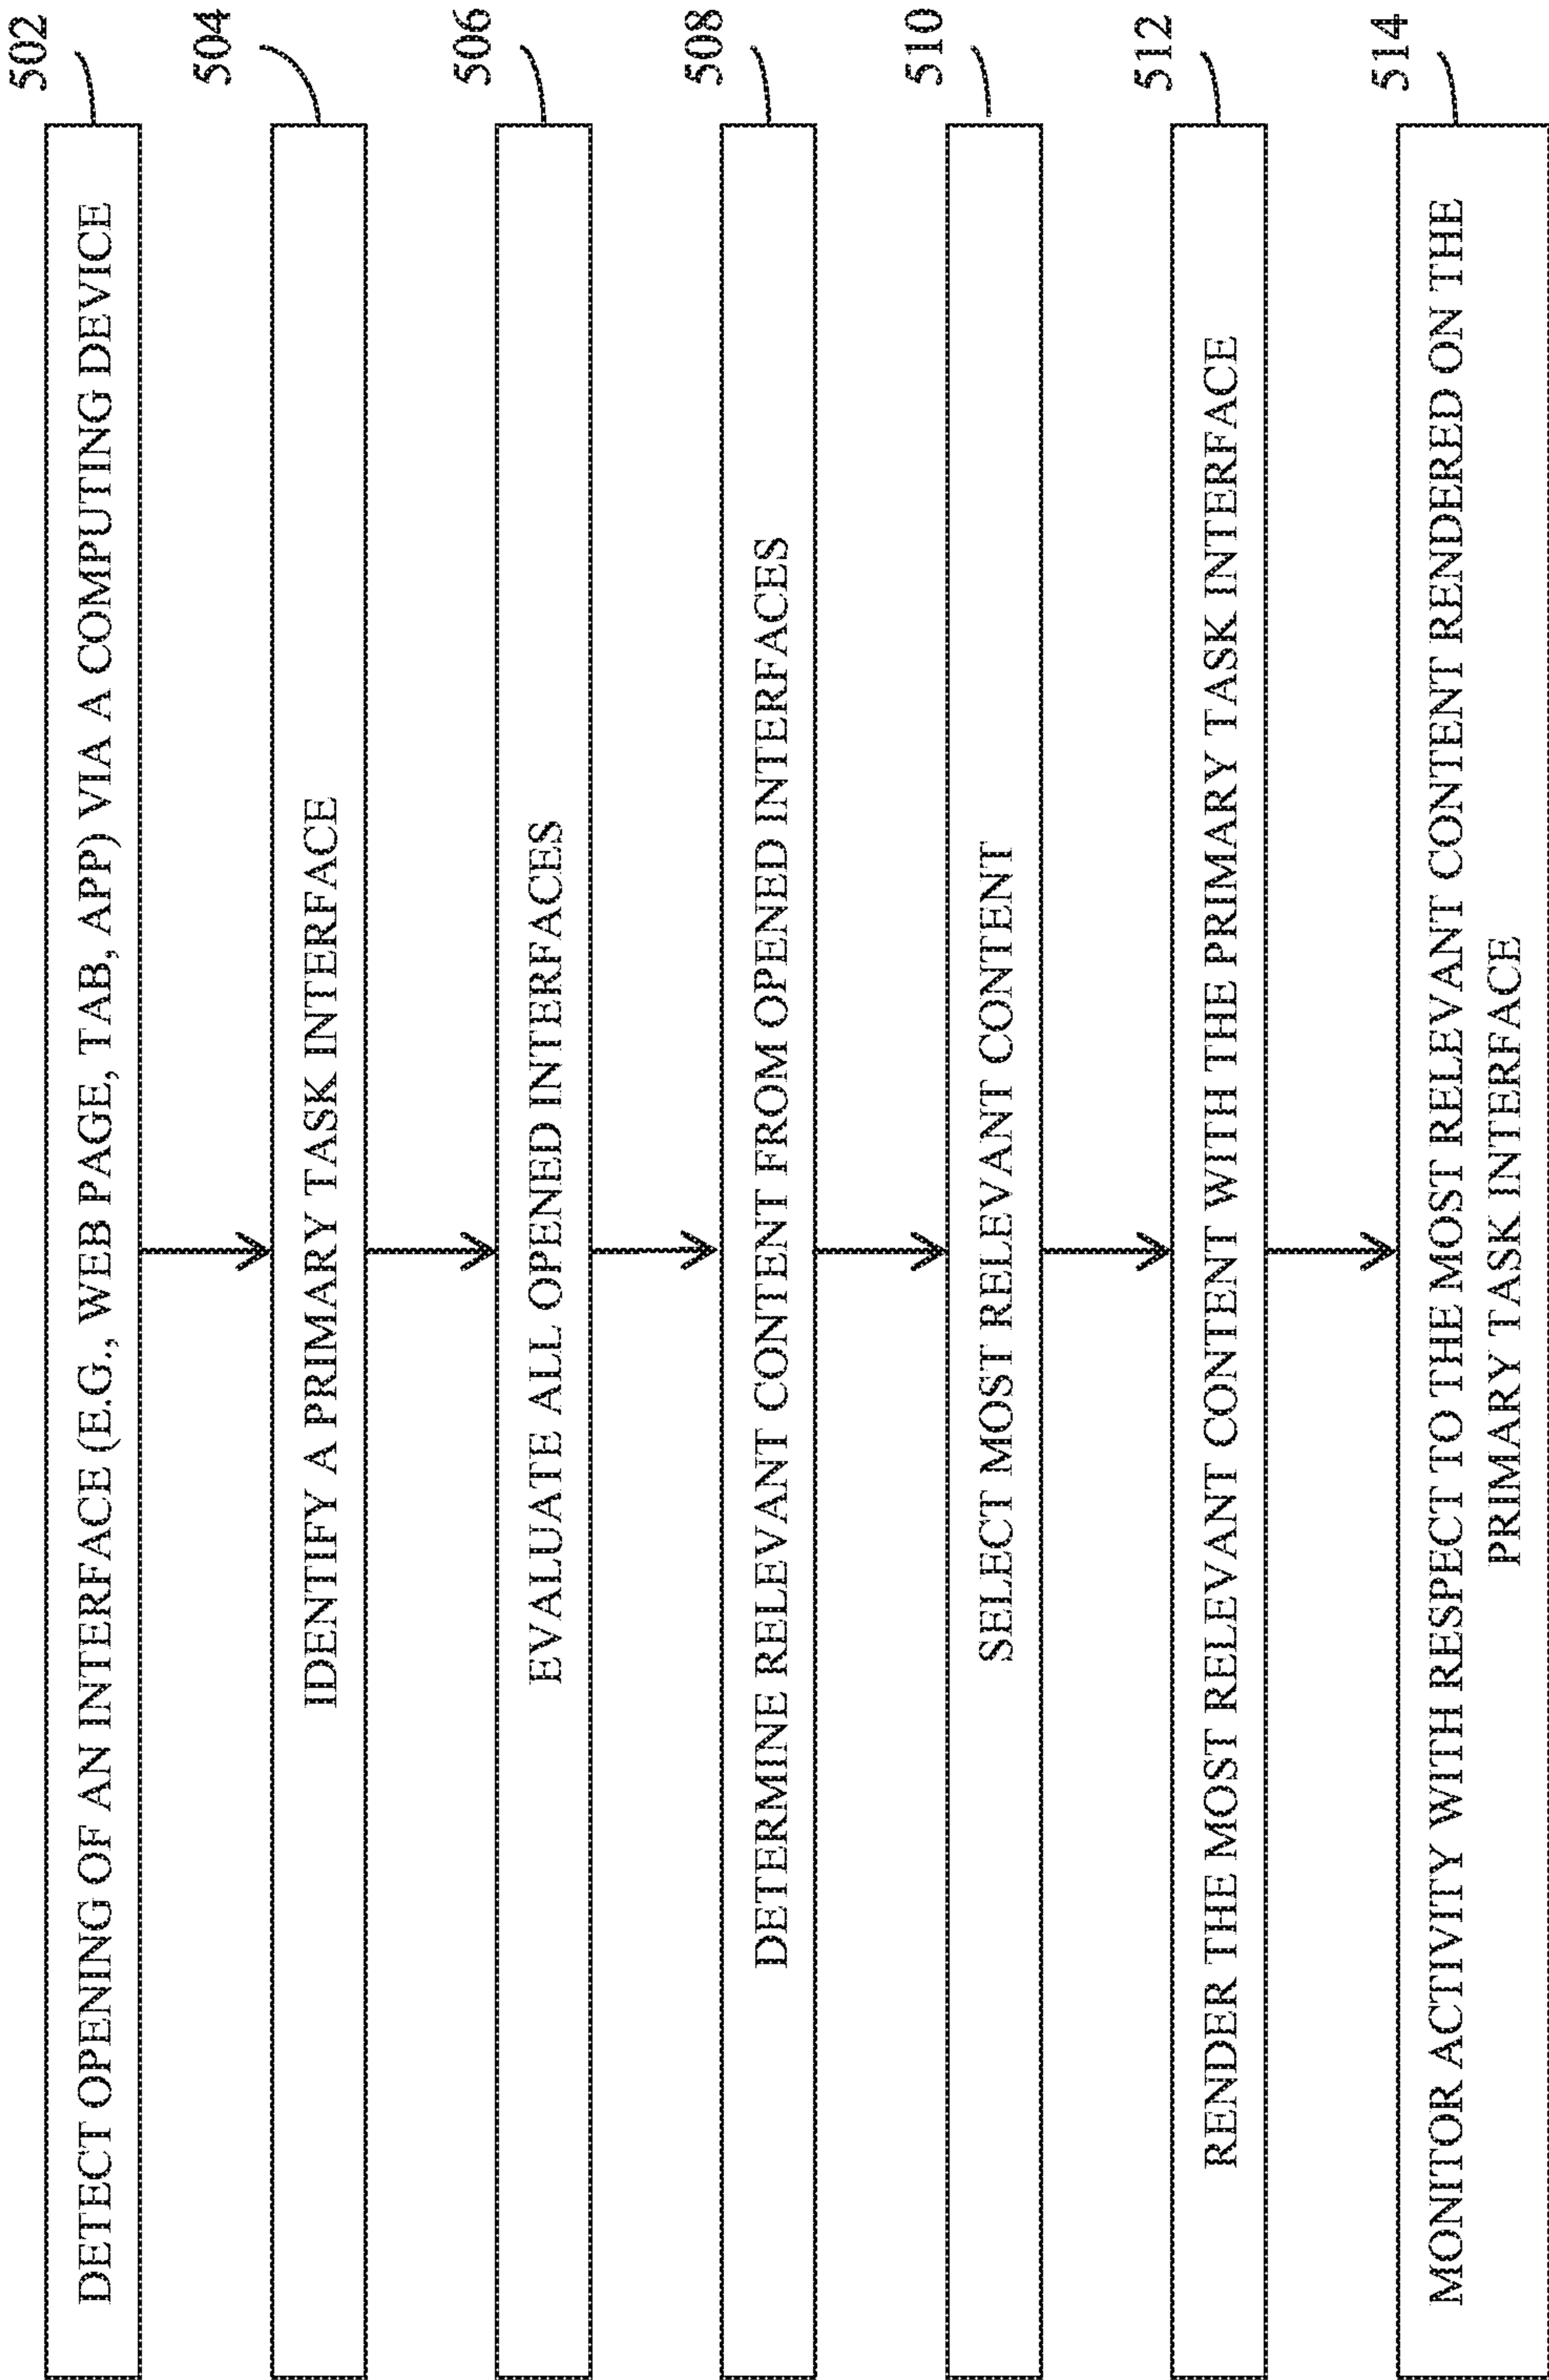 502
DETECT OPENING OF AN INTERFACE (E.G., WEB PAGE, TAB, APP) VIA A COMPUTING DEVICE
504
IDENTIFY A PRIMARY TASK INTERFACE
506
EVALUATE ALL OPENED INTERFACES
508
DETERMINE RELEVANT CONTENT FROM OPENED INTERFACES
510
SELECT MOST RELEVANT CONTENT
512
RENDER THE MOST RELEVANT CONTENT WITH THE PRIMARY TASK INTERFACE
514
MONITOR ACTIVITY WITH RESPECT TO THE MOST RELEVANT CONTENT RENDERED ON THE
PRIMARY TASK INTERFACE